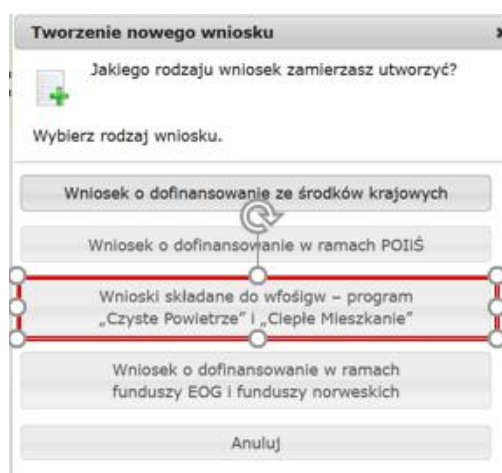 Tworzenie nowego wniosku
Jakiego rodzaju wniosek zamierzasz utworzyć?
Wybierz rodzaj wniosku.
Wniosek o dofinansowanie ze środków krajowych
Wniosek o dofinansowanie w ramach POIiŚ
Wnioski składane do wfośigw – program
„Czyste Powietrze” i „Ciepłe Mieszkanie”
Wniosek o dofinansowanie w ramach
funduszy EOG i funduszy norweskich
Anuluj